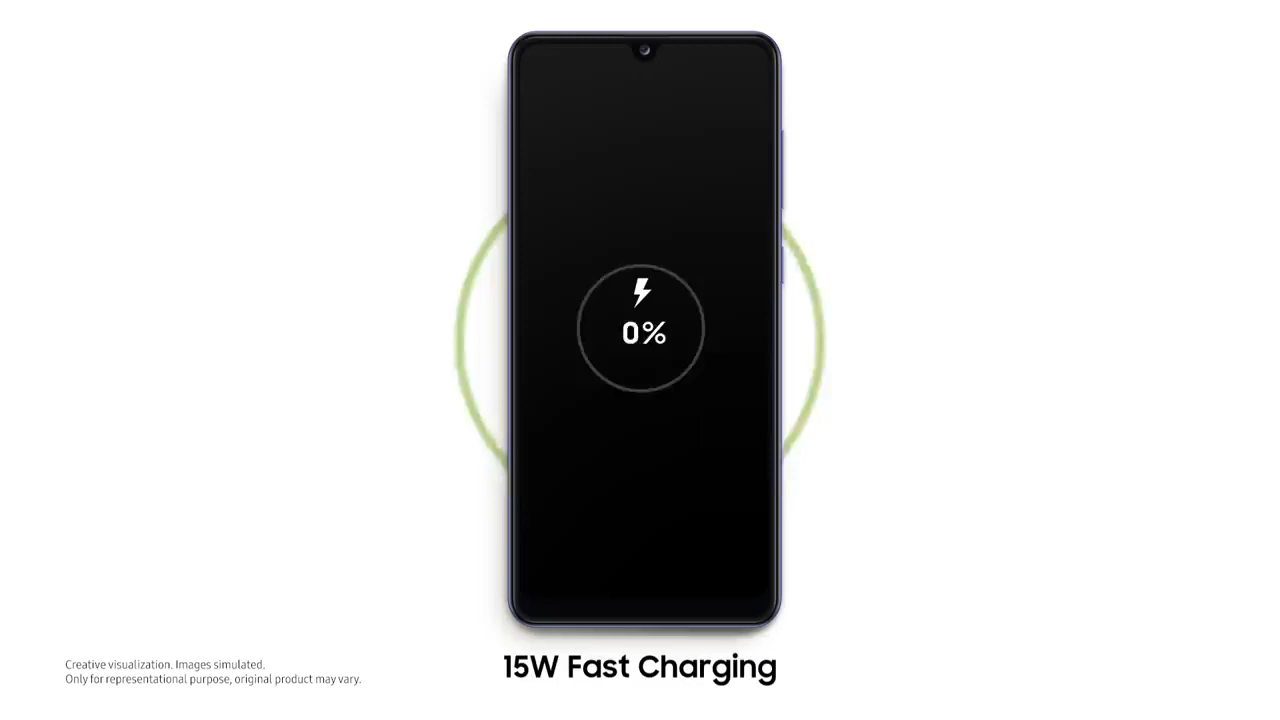 0%
15W Fast Charging
Creative visualization. Images simulated.
Only for representational purpose, original product may vary.